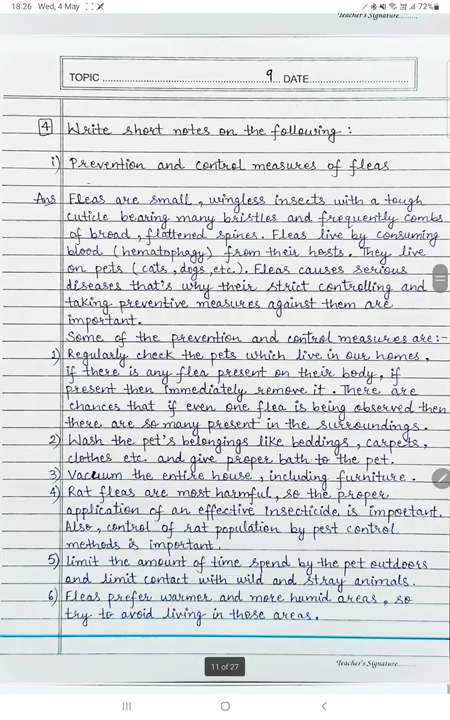 18:26 Wed, 4 May
72%
Teacher's Signature.........
TOPIC ........................................ 9 DATE........................
4 Write short notes on the following :
i) Prevention and control measures of fleas
Ans Fleas are small, wingless insects with a tough
cuticle bearing many bristles and frequently combs
of broad, flattened spines. Fleas live by consuming
blood (hematophagy) from their hosts. They live
on pets (cats, dogs, etc.). Fleas causes serious
diseases that's why their strict controlling and
taking preventive measures against them are
important.
Some of the prevention and control measures are:-
1) Regularly check the pets which live in our homes,
if there is any flea present on their body, if
present then immediately remove it. There are
chances that if even one flea is being observed then
there are so many present in the surroundings.
2) Wash the pet's belongings like beddings, carpets,
clothes etc. and give proper bath to the pet.
3) Vaccum the entire house, including furniture.
4) Rat fleas are most harmful, so the proper
application of an effective Insecticide is important.
Also, control of rat population by pest control
methods is important.
5) Limit the amount of time spend by the pet outdoors
and limit contact with wild and stray animals.
6) Fleas prefer warmer and more humid areas, so
try to avoid living in those areas.
11 of 27
Teacher's Signature.........